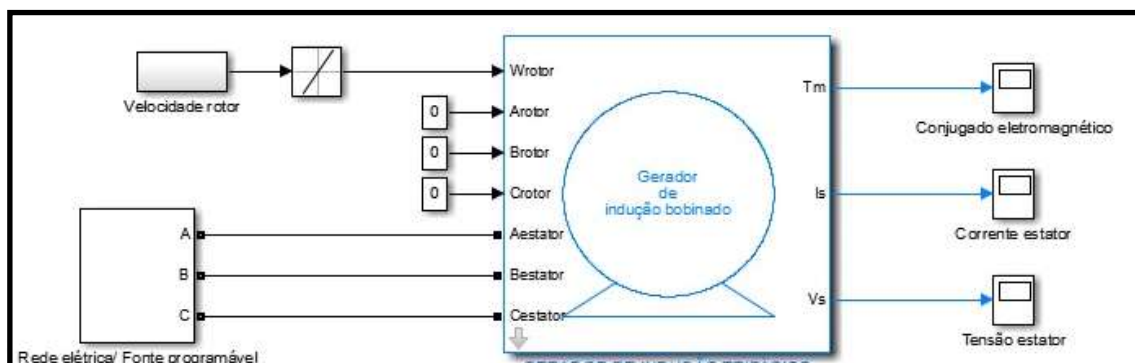 Velocidade rotor
Wrotor
0
Arotor
0
Brotor
0
Crotor
A
Aestator
B
Bestator
C
Cestator
Rede elétrica/ Fonte programável
Gerador
de
indução bobinado
Tm
Is
Vs
Conjugado eletromagnético
Corrente estator
Tensão estator